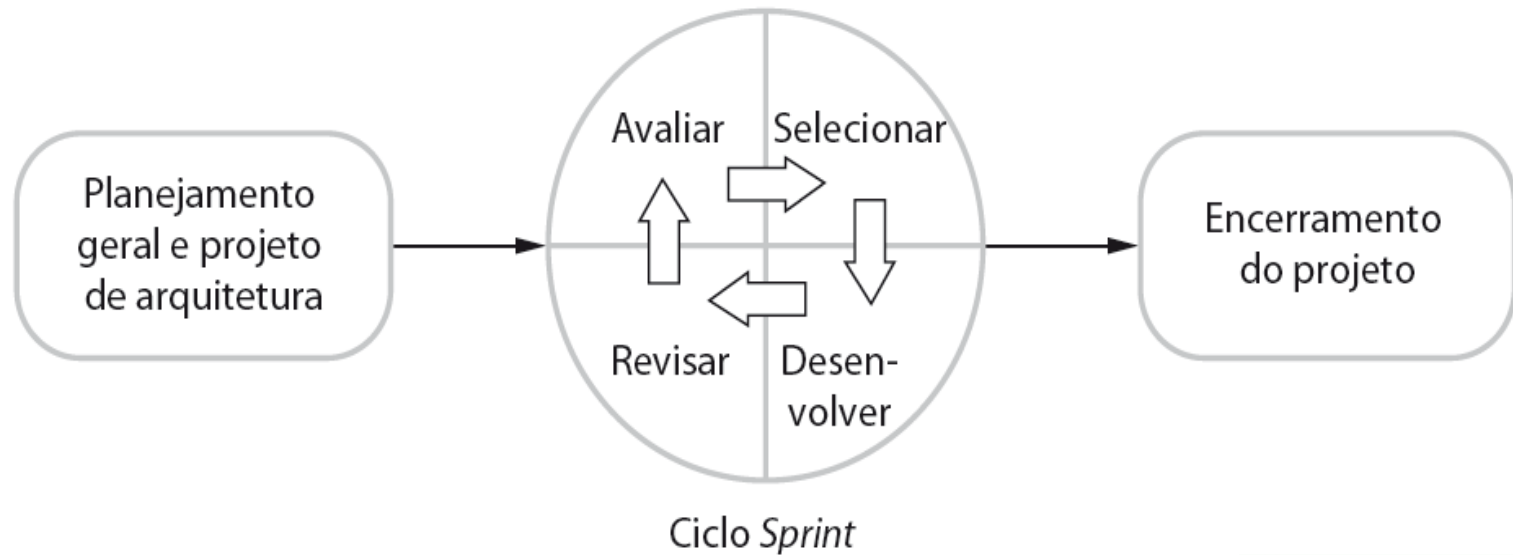 Planejamento
geral e projeto
de arquitetura
Avaliar
Selecionar
Revisar
Desen-
volver
Encerramento
do projeto
Ciclo Sprint